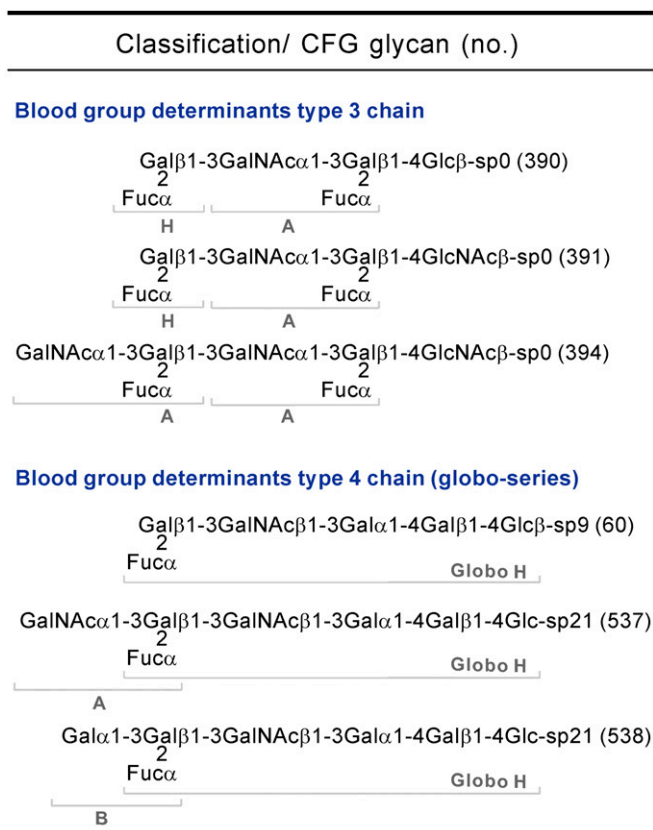 Classification/ CFG glycan (no.)
Blood group determinants type 3 chain
Galβ1-3GalNAcα1-3Galβ1-4Glcβ-sp0 (390)
2 2
Fucα Fucα
H A
Galβ1-3GalNAcα1-3Galβ1-4GlcNAcβ-sp0 (391)
2 2
Fucα Fucα
H A
GalNAcα1-3Galβ1-3GalNAcα1-3Galβ1-4GlcNAcβ-sp0 (394)
2 2
Fucα Fucα
A A
Blood group determinants type 4 chain (globo-series)
Galβ1-3GalNAcβ1-3Galα1-4Galβ1-4Glcβ-sp9 (60)
2
Fucα
Globo H
GalNAcα1-3Galβ1-3GalNAcβ1-3Galα1-4Galβ1-4Glc-sp21 (537)
2
Fucα
Globo H
A
Galα1-3Galβ1-3GalNAcβ1-3Galα1-4Galβ1-4Glc-sp21 (538)
2
Fucα
Globo H
B